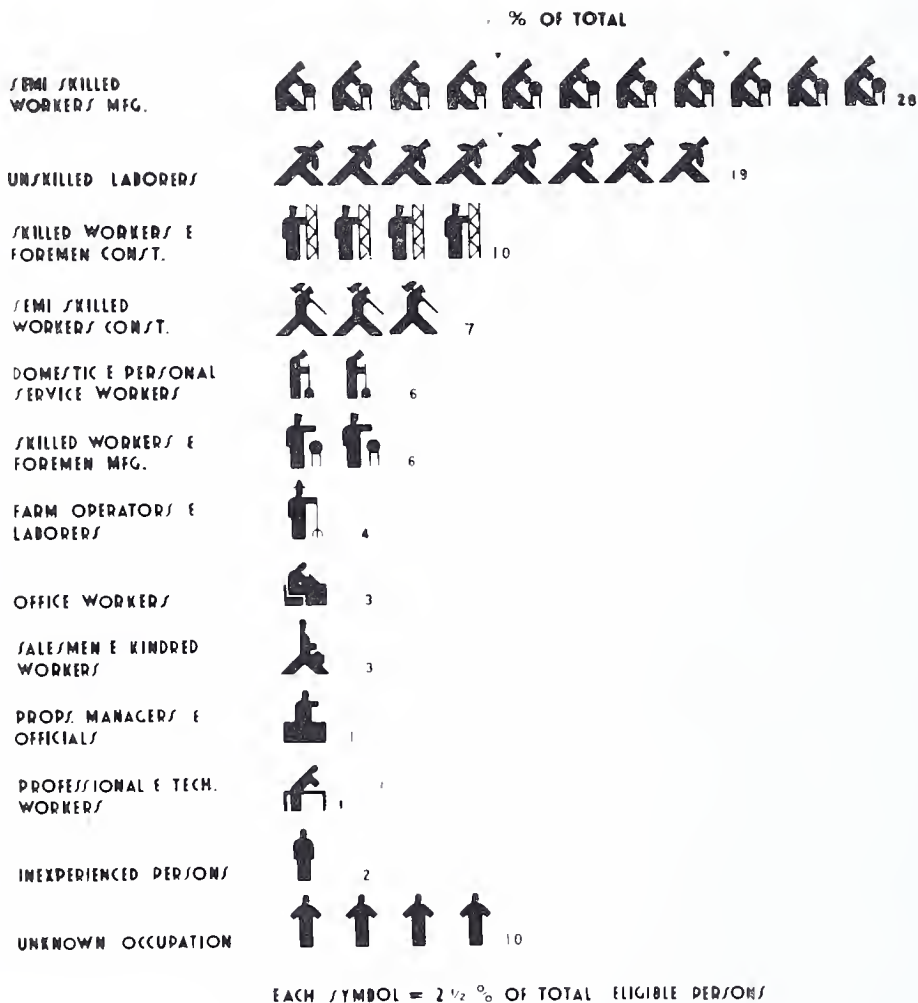 % OF TOTAL
SEMI SKILLED
WORKERS MFG.
28
UNSKILLED LABORERS
19
SKILLED WORKERS &
FOREMEN CONST.
10
SEMI SKILLED
WORKERS CONST.
7
DOMESTIC & PERSONAL
SERVICE WORKERS
6
SKILLED WORKERS &
FOREMEN MFG.
6
FARM OPERATORS &
LABORERS
4
OFFICE WORKERS
3
SALESMEN & KINDRED
WORKERS
3
PROPS. MANAGERS &
OFFICIALS
1
PROFESSIONAL & TECH.
WORKERS
1
INEXPERIENCED PERSONS
2
UNKNOWN OCCUPATION
10
EACH SYMBOL = 2 1/2 % OF TOTAL ELIGIBLE PERSONS